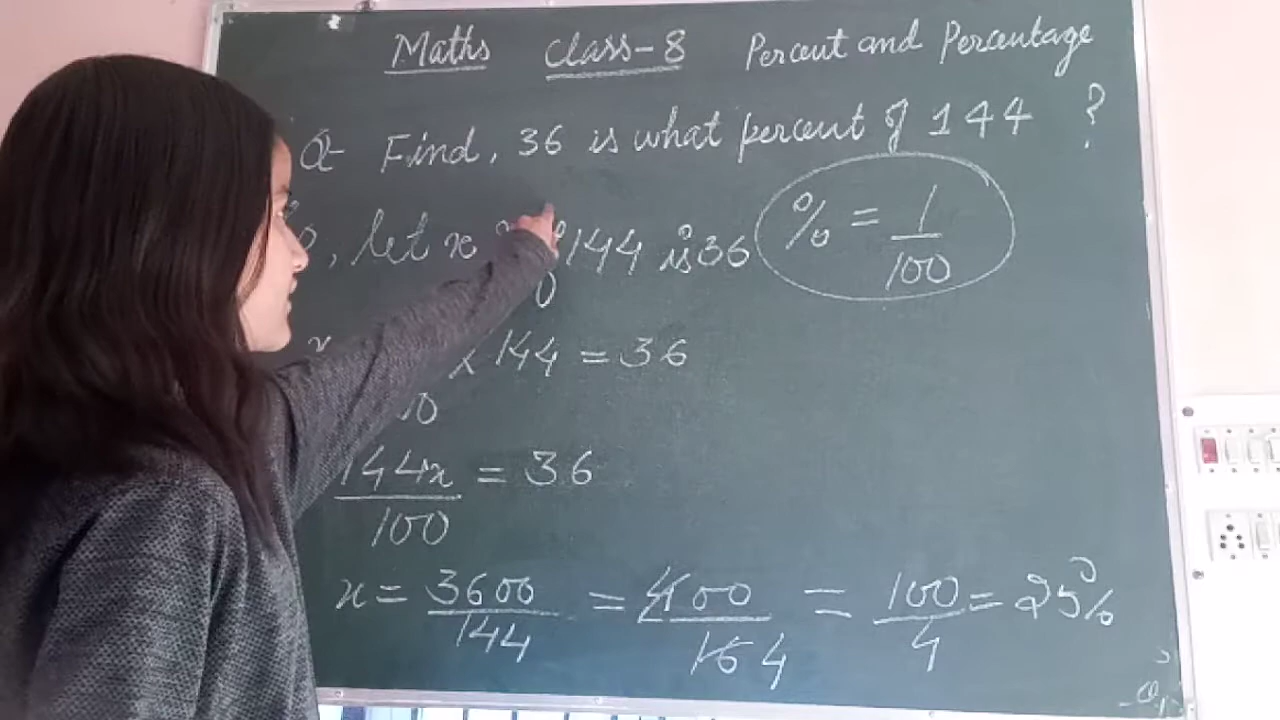 Maths Class-8 Percent and Percentage
Q- Find, 36 is what percent of 144 ?
, let x 144 is 36
% = 1/100
x 144 = 36
144x/100 = 36
x = 3600/144 = 400/16 4 = 100/4 = 25%